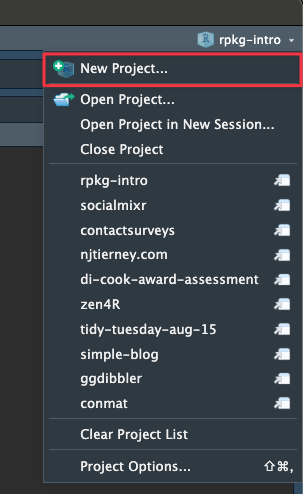 rpkg-intro
New Project...
Open Project...
Open Project in New Session...
Close Project
rpkg-intro
socialmixr
contactsurveys
njtierney.com
di-cook-award-assessment
zen4R
tidy-tuesday-aug-15
simple-blog
ggdibbler
conmat
Clear Project List
Project Options... ⇧⌘,